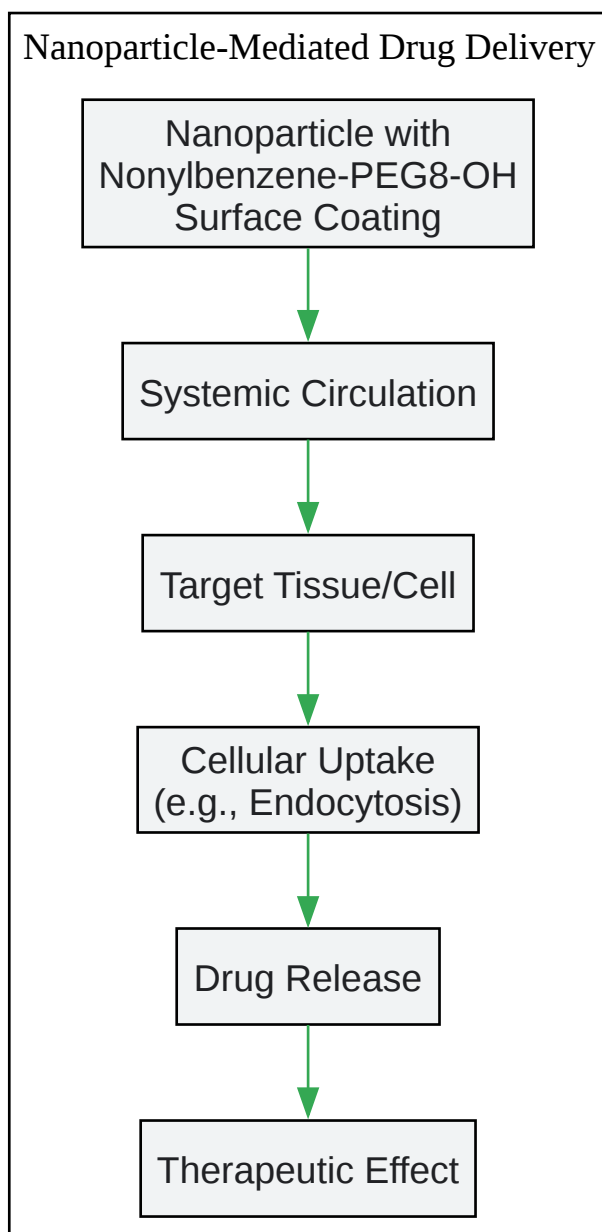 Nanoparticle-Mediated Drug Delivery
Nanoparticle with
Nonylbenzene-PEG8-OH
Surface Coating
Systemic Circulation
Target Tissue/Cell
Cellular Uptake
(e.g., Endocytosis)
Drug Release
Therapeutic Effect